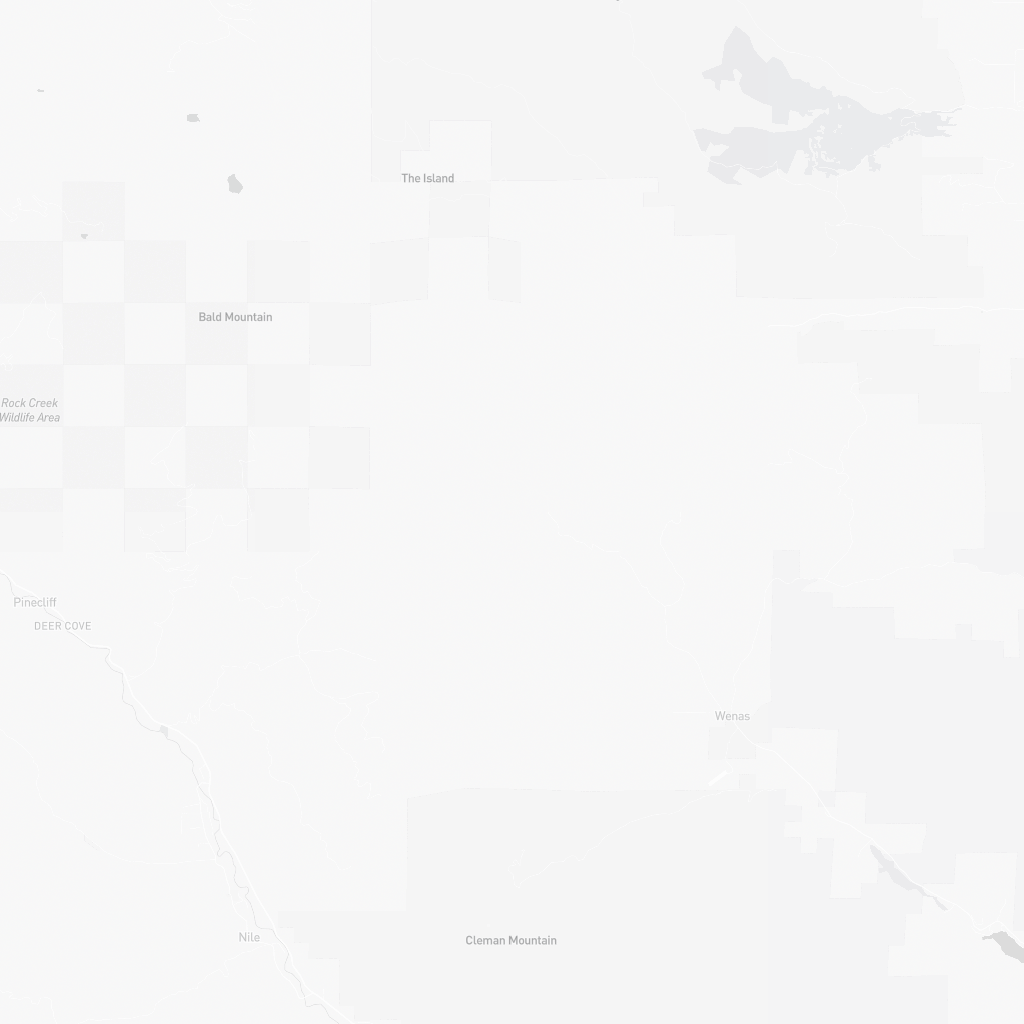 The Island
Bald Mountain
Rock Creek
Wildlife Area
Pinecliff
DEER COVE
Wenas
Nile
Cleman Mountain